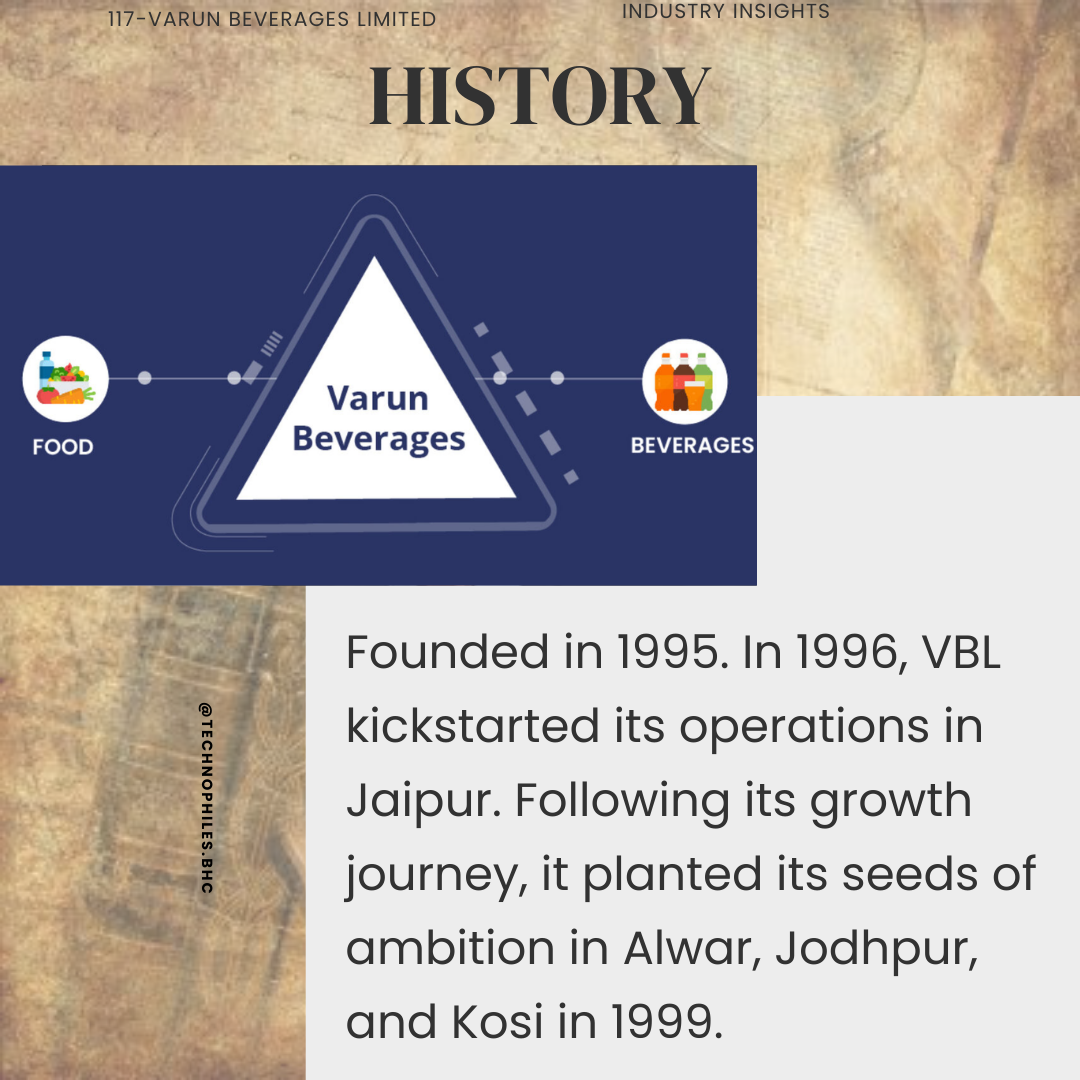 117-VARUN BEVERAGES LIMITED
INDUSTRY INSIGHTS
HISTORY
Varun
Beverages
FOOD
BEVERAGES
Founded in 1995. In 1996, VBL
kickstarted its operations in
Jaipur. Following its growth
journey, it planted its seeds of
ambition in Alwar, Jodhpur,
and Kosi in 1999.
@TECHNOPHILES.BHC